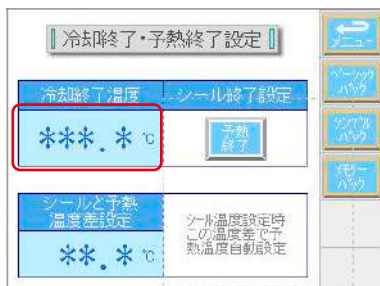 冷却終了・予熱終了設定
メニュー
ベーシック
パック
冷却終了温度
シール終了設定
***.* ℃
予熱
終了
シンプル
パック
メモリー
パック
シールと予熱
温度差設定
**.* ℃
シール温度設定時
この温度差で予
熱温度自動設定